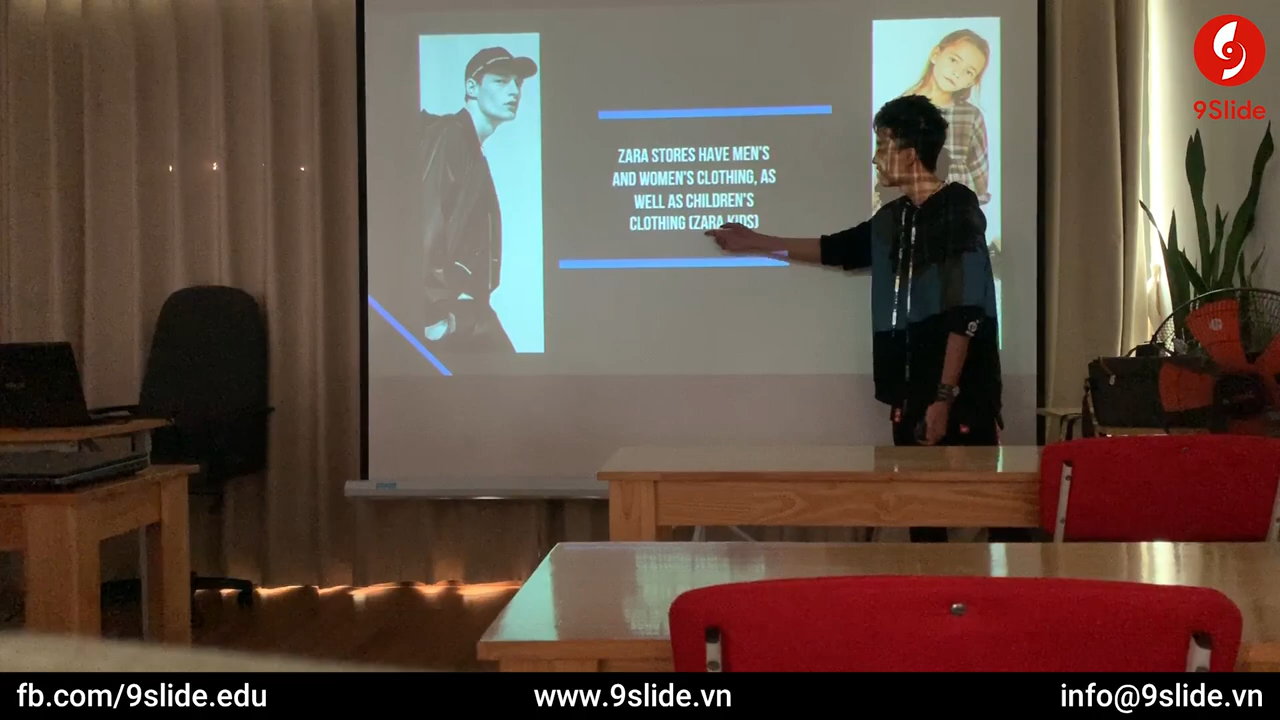 9Slide
ZARA STORES HAVE MEN'S
AND WOMEN'S CLOTHING, AS
WELL AS CHILDREN'S
CLOTHING (ZARA KIDS)
fb.com/9slide.edu
www.9slide.vn
info@9slide.vn